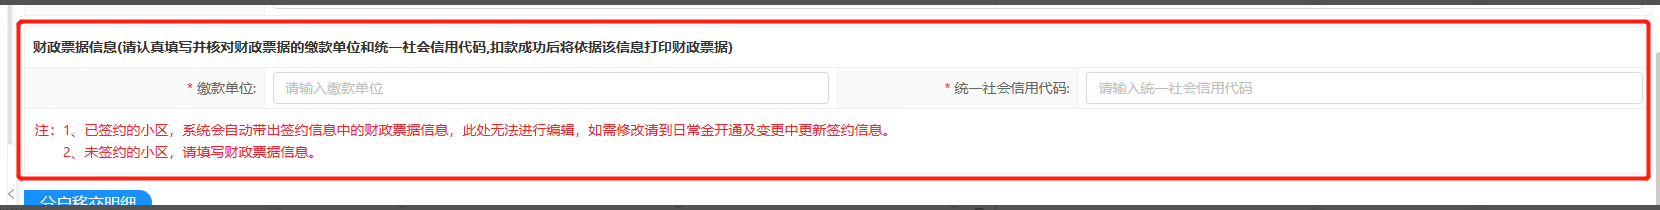 财政票据信息(请认真填写并核对财政票据的缴款单位和统一社会信用代码,扣款成功后将依据该信息打印财政票据)
* 缴款单位: 请输入缴款单位 * 统一社会信用代码: 请输入统一社会信用代码
注：1、已签约的小区，系统会自动带出签约信息中的财政票据信息，此处无法进行编辑，如需修改请到日常金开通及变更中更新签约信息。
2、未签约的小区，请填写财政票据信息。
分户移交明细